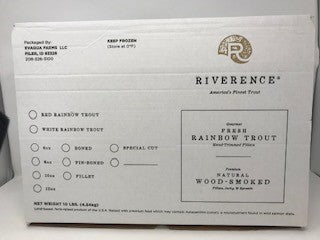 Packaged By:
EVAQUA FARMS LLC
FILER, ID 83328
208-326-3100
KEEP FROZEN
(Store at 0°F)
R
RIVERENCE®
America's Finest Trout
RED RAINBOW TROUT
WHITE RAINBOW TROUT
6oz
BONED
SPECIAL CUT
8oz
PIN-BONED
10oz
FILLET
12oz
Gourmet
FRESH
RAINBOW TROUT
Hand-Trimmed Fillets
Premium
NATURAL
WOOD-SMOKED
Fillets, Jerky, & Spreads
NET WEIGHT 10 LBS. (4.54kg)